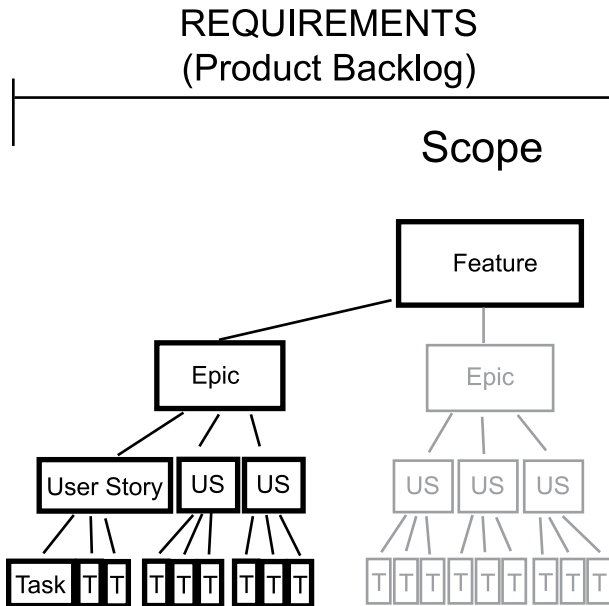 REQUIREMENTS
(Product Backlog)
Scope
Feature
Epic Epic
User Story US US US US US
Task T T T T T T T T T T T T T T T T T